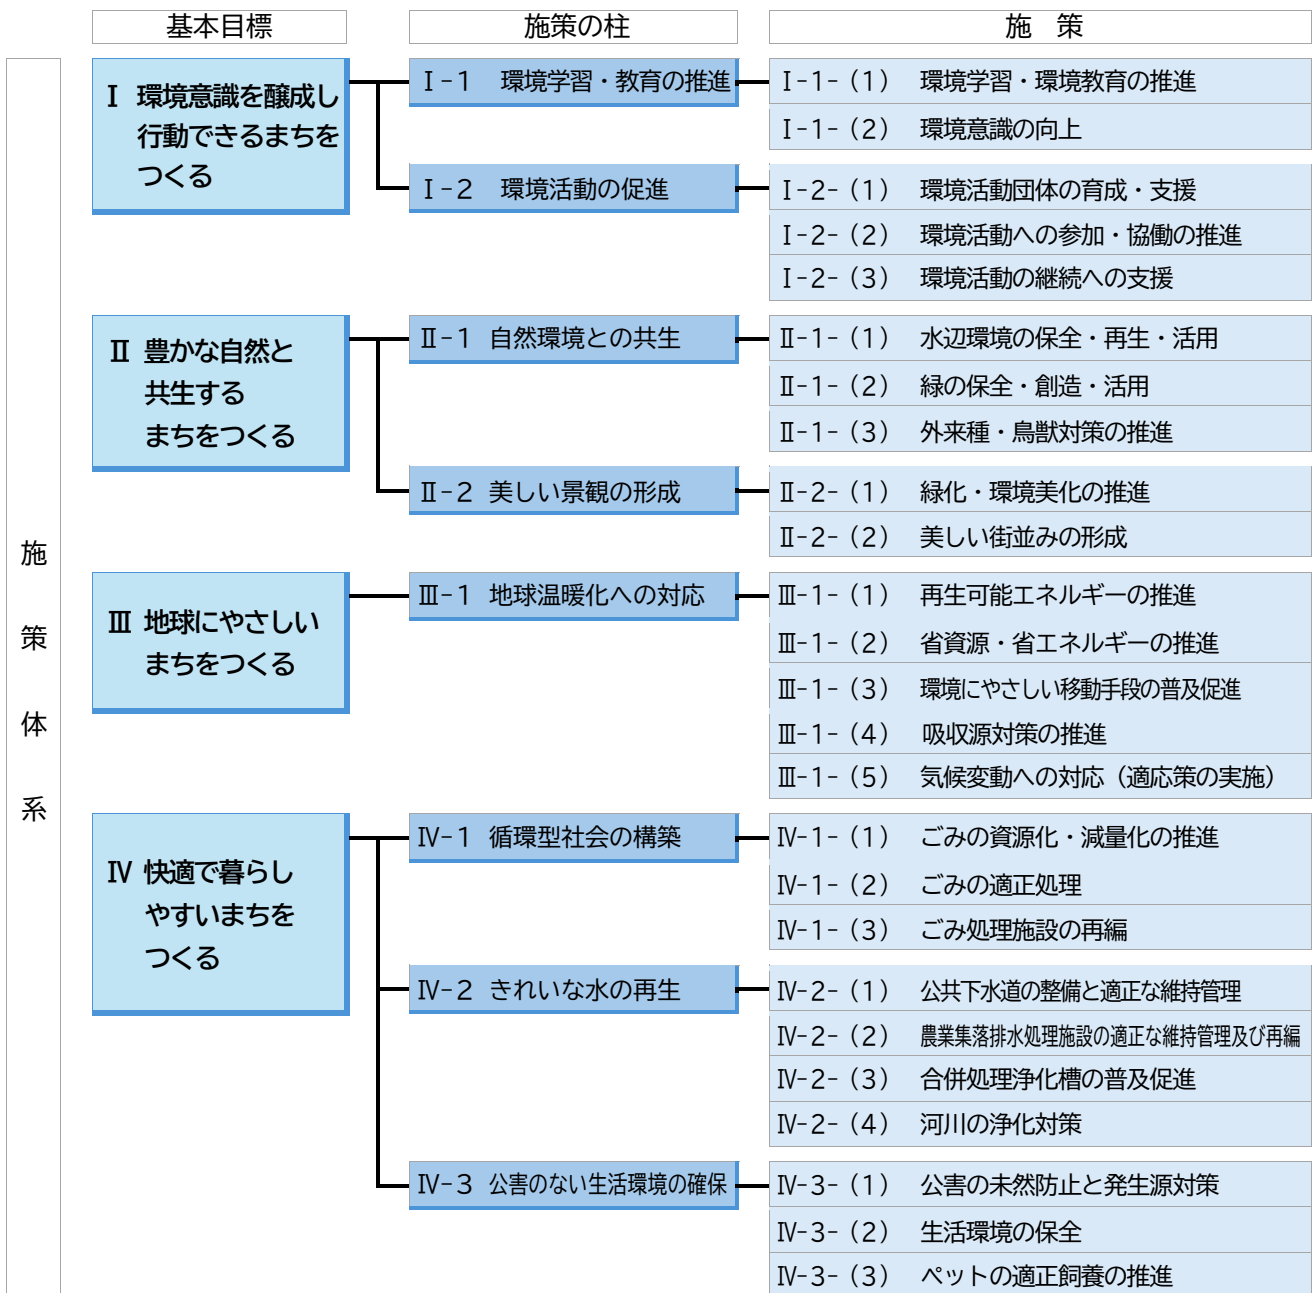 基本目標
施策の柱
施　策
施策体系
Ⅰ 環境意識を醸成し
行動できるまちを
つくる
Ⅰ-1 環境学習・教育の推進
Ⅰ-1-（1） 環境学習・環境教育の推進
Ⅰ-1-（2） 環境意識の向上
Ⅰ-2 環境活動の促進
Ⅰ-2-（1） 環境活動団体の育成・支援
Ⅰ-2-（2） 環境活動への参加・協働の推進
Ⅰ-2-（3） 環境活動の継続への支援
Ⅱ 豊かな自然と
共生する
まちをつくる
Ⅱ-1 自然環境との共生
Ⅱ-1-（1） 水辺環境の保全・再生・活用
Ⅱ-1-（2） 緑の保全・創造・活用
Ⅱ-1-（3） 外来種・鳥獣対策の推進
Ⅱ-2 美しい景観の形成
Ⅱ-2-（1） 緑化・環境美化の推進
Ⅱ-2-（2） 美しい街並みの形成
Ⅲ 地球にやさしい
まちをつくる
Ⅲ-1 地球温暖化への対応
Ⅲ-1-（1） 再生可能エネルギーの推進
Ⅲ-1-（2） 省資源・省エネルギーの推進
Ⅲ-1-（3） 環境にやさしい移動手段の普及促進
Ⅲ-1-（4） 吸収源対策の推進
Ⅲ-1-（5） 気候変動への対応（適応策の実施）
Ⅳ 快適で暮らし
やすいまちを
つくる
Ⅳ-1 循環型社会の構築
Ⅳ-1-（1） ごみの資源化・減量化の推進
Ⅳ-1-（2） ごみの適正処理
Ⅳ-1-（3） ごみ処理施設の再編
Ⅳ-2 きれいな水の再生
Ⅳ-2-（1） 公共下水道の整備と適正な維持管理
Ⅳ-2-（2） 農業集落排水処理施設の適正な維持管理及び再編
Ⅳ-2-（3） 合併処理浄化槽の普及促進
Ⅳ-2-（4） 河川の浄化対策
Ⅳ-3 公害のない生活環境の確保
Ⅳ-3-（1） 公害の未然防止と発生源対策
Ⅳ-3-（2） 生活環境の保全
Ⅳ-3-（3） ペットの適正飼養の推進